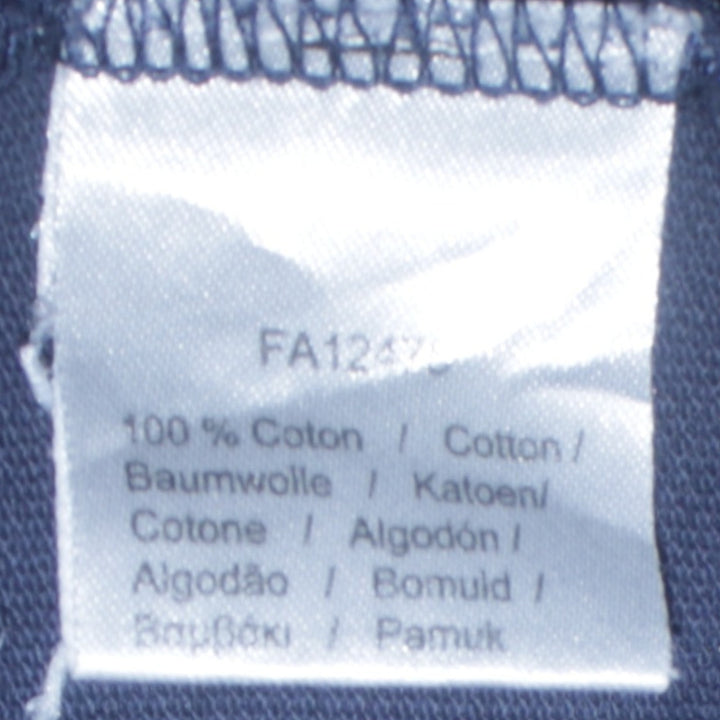 100 % Coton / Cotton /
Baumwolle / Katoen/
Cotone / Algodón /
Algodão / Bomuld /
Βαμβάκι / Pamuk